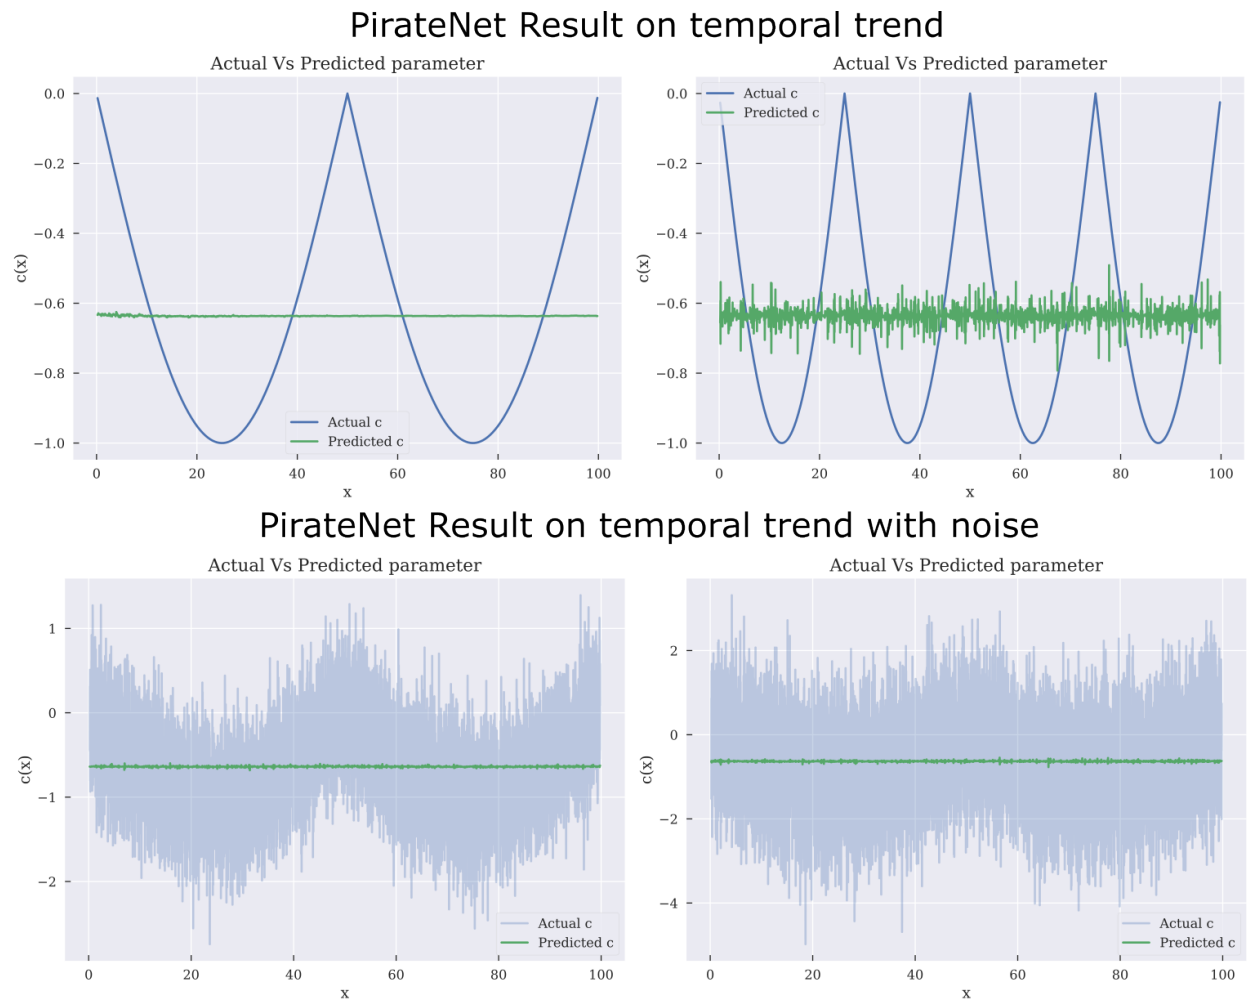 PirateNet Result on temporal trend
Actual Vs Predicted parameter
0.0
−0.2
−0.4
−0.6
−0.8
−1.0
c(x)
Actual c
Predicted c
0 20 40 60 80 100
x
Actual Vs Predicted parameter
Actual c
Predicted c
0.0
−0.2
−0.4
−0.6
−0.8
−1.0
c(x)
0 20 40 60 80 100
x
PirateNet Result on temporal trend with noise
Actual Vs Predicted parameter
1
0
−1
−2
c(x)
Actual c
Predicted c
0 20 40 60 80 100
x
Actual Vs Predicted parameter
2
0
−2
−4
c(x)
Actual c
Predicted c
0 20 40 60 80 100
x